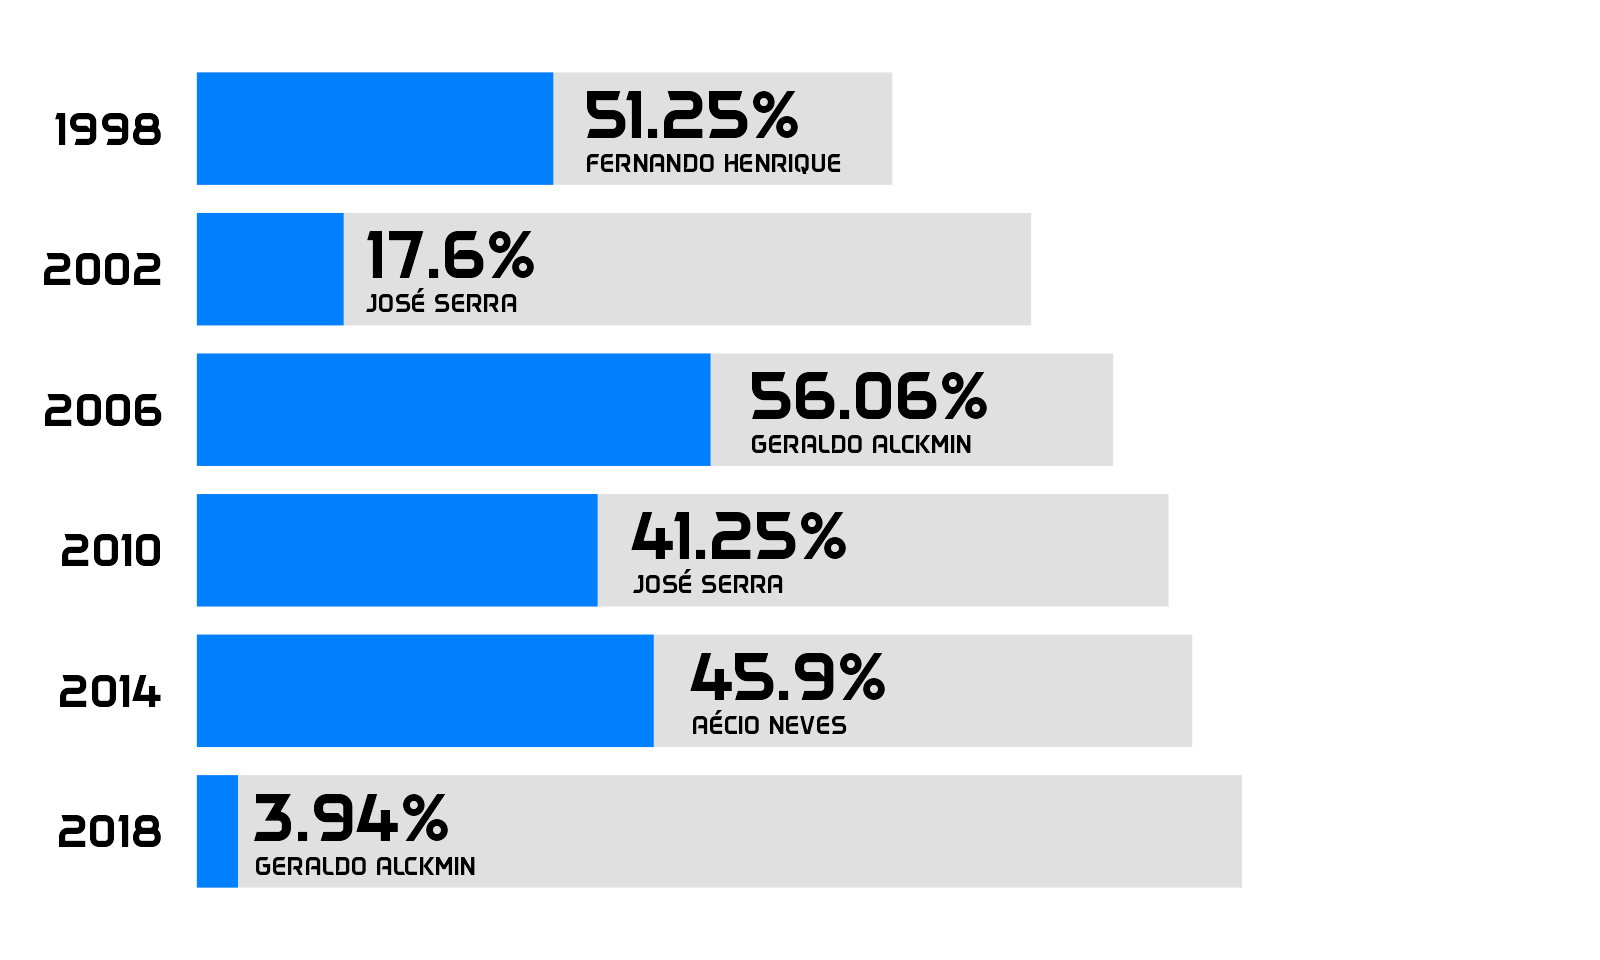 1998
51.25%
FERNANDO HENRIQUE
2002
17.6%
JOSÉ SERRA
2006
56.06%
GERALDO ALCKMIN
2010
41.25%
JOSÉ SERRA
2014
45.9%
AÉCIO NEVES
2018
3.94%
GERALDO ALCKMIN